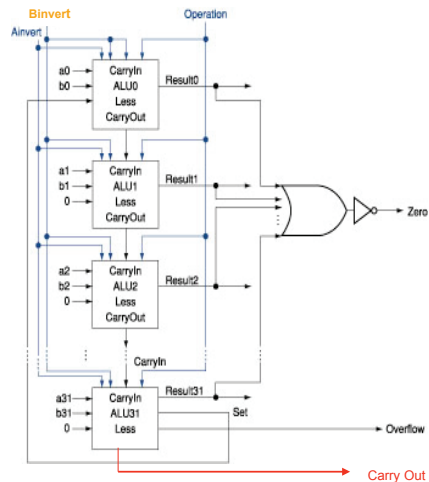 Binvert
Operation
Ainvert
a0
b0
CarryIn
ALU0
Less
CarryOut
Result0
a1
b1
0
CarryIn
ALU1
Less
CarryOut
Result1
Zero
a2
b2
0
CarryIn
ALU2
Less
CarryOut
Result2
CarryIn
a31
b31
0
CarryIn
ALU31
Less
Result31
Set
Overflow
Carry Out